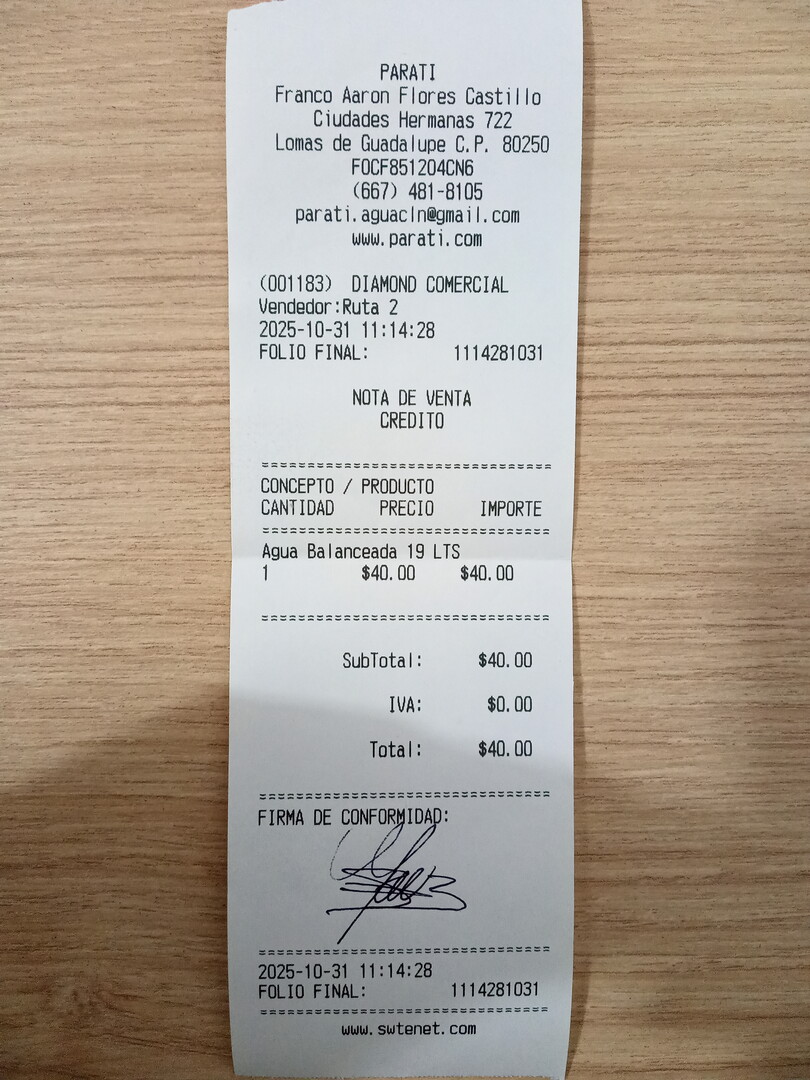 PARATI
Franco Aaron Flores Castillo
Ciudades Hermanas 722
Lomas de Guadalupe C.P. 80250
FOCF851204CN6
(667) 481-8105
parati.aguacln@gmail.com
www.parati.com
(001183) DIAMOND COMERCIAL
Vendedor:Ruta 2
2025-10-31 11:14:28
FOLIO FINAL: 1114281031
NOTA DE VENTA
CREDITO
CONCEPTO / PRODUCTO
CANTIDAD PRECIO IMPORTE
Agua Balanceada 19 LTS
1 $40.00 $40.00
SubTotal: $40.00
IVA: $0.00
Total: $40.00
FIRMA DE CONFORMIDAD:
2025-10-31 11:14:28
FOLIO FINAL: 1114281031
www.swtenet.com